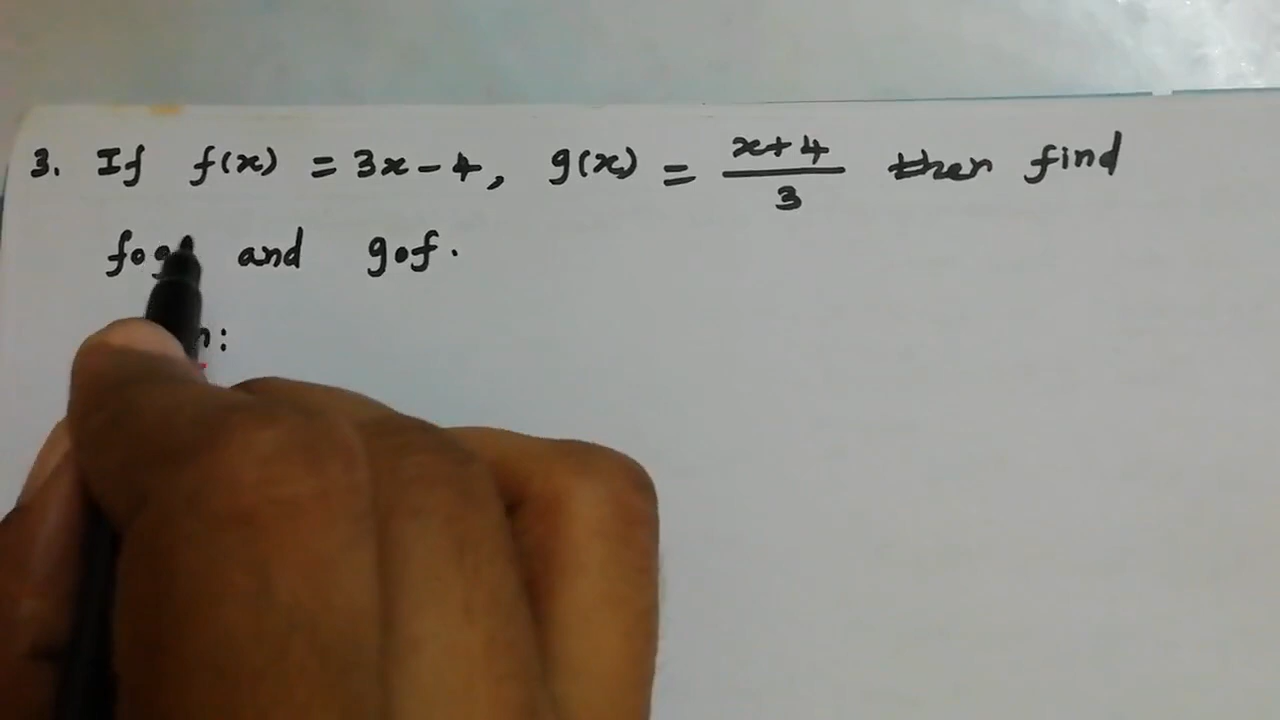 3. If f(x) = 3x - 4, g(x) = (x+4)/3 then find
fog and gof.